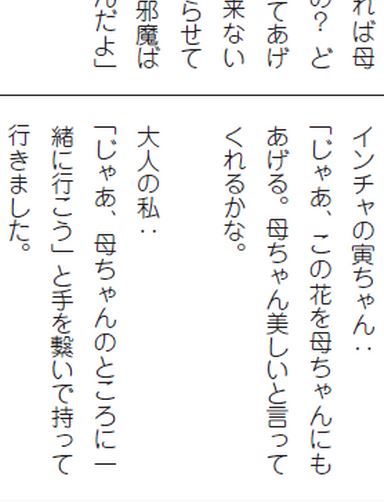 れば母
の？ ど
てあげ
来ない
らせて
邪魔ば
んだよ」
インチャの寅ちゃん：
「じゃあ、この花を母ちゃんにも
あげる。母ちゃん美しいと言って
くれるかな。
大人の私：
「じゃあ、母ちゃんのところに一
緒に行こう」と手を繋いで持って
行きました。